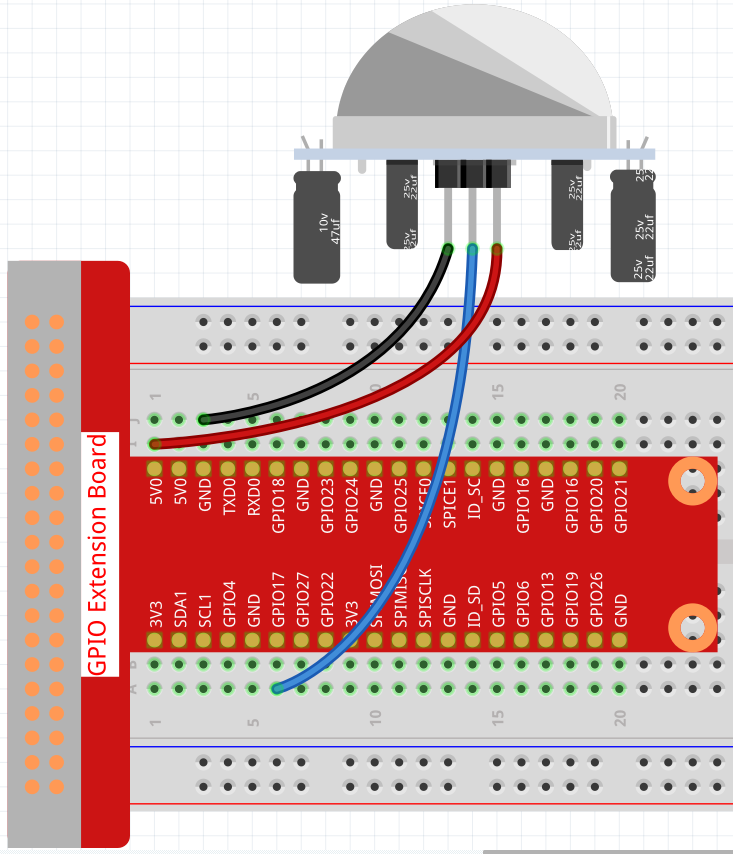 10v
47uf
25v
22uf
25v
22uf
25v
22uf
25v
22uf
25v
22uf
25v
22uf
1
5
10
15
20
J
I
5V0
5V0
GND
TXD0
RXD0
GPIO18
GND
GPIO23
GPIO24
GND
GPIO25
SPICE0
SPICE1
ID_SC
GND
GPIO16
GND
GPIO16
GPIO20
GPIO21
GPIO Extension Board
3V3
SDA1
SCL1
GPIO4
GND
GPIO17
GPIO27
GPIO22
3V3
SPIMOSI
SPIMISO
SPISCLK
GND
ID_SD
GPIO5
GPIO6
GPIO13
GPIO19
GPIO26
GND
B
A
1
5
10
15
20